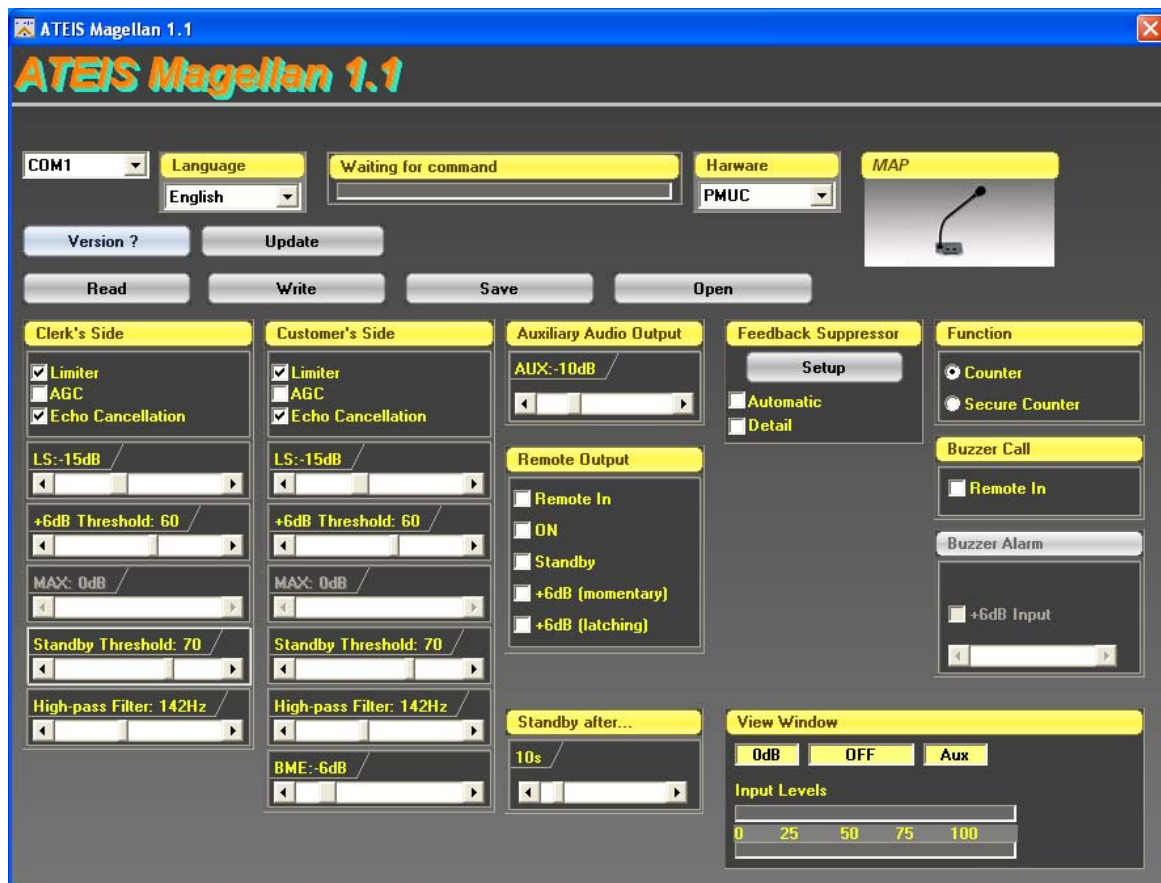 ATEIS Magellan 1.1
ATEIS Magellan 1.1
COM1
Language
English
Waiting for command
Harware
PMUC
MAP
Version ?
Update
Read
Write
Save
Open
Clerk's Side
Limiter
AGC
Echo Cancellation
LS:-15dB
+6dB Threshold: 60
MAX: 0dB
Standby Threshold: 70
High-pass Filter: 142Hz
Customer's Side
Limiter
AGC
Echo Cancellation
LS:-15dB
+6dB Threshold: 60
MAX: 0dB
Standby Threshold: 70
High-pass Filter: 142Hz
BME:-6dB
Auxiliary Audio Output
AUX:-10dB
Remote Output
Remote In
ON
Standby
+6dB (momentary)
+6dB (latching)
Standby after...
10s
Feedback Suppressor
Setup
Automatic
Detail
Function
Counter
Secure Counter
Buzzer Call
Remote In
Buzzer Alarm
+6dB Input
View Window
0dB OFF Aux
Input Levels
0 25 50 75 100